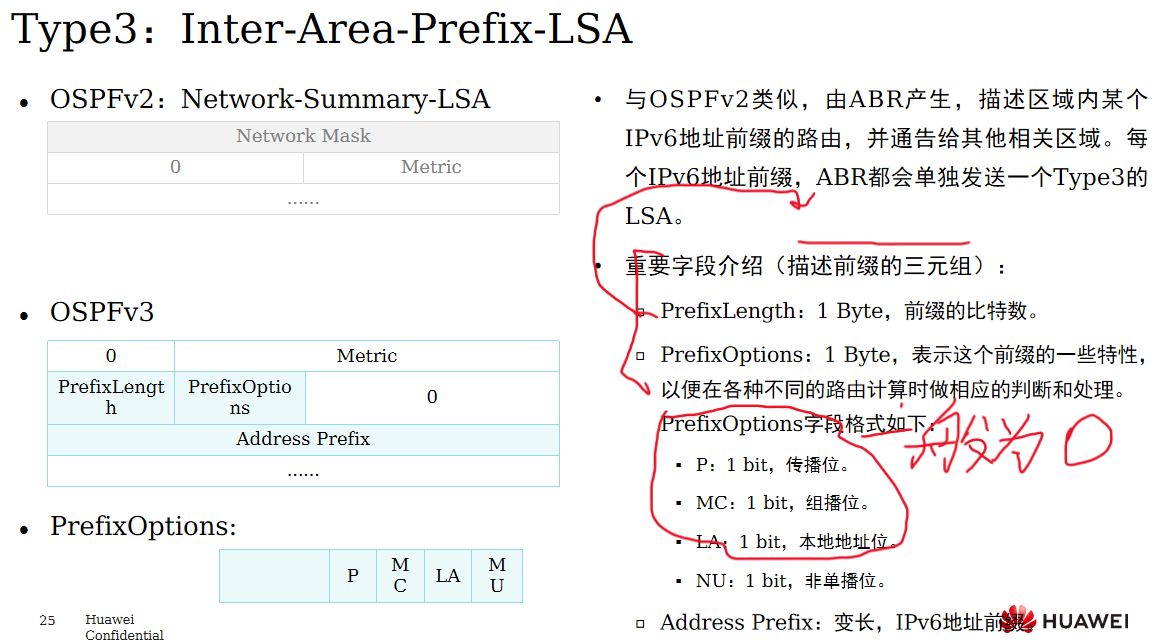 Type3：Inter-Area-Prefix-LSA
OSPFv2：Network-Summary-LSA
Network Mask
0
Metric
......
OSPFv3
0
Metric
PrefixLengt
h
PrefixOptio
ns
0
Address Prefix
......
PrefixOptions:
P
M
C
LA
M
U
25
Huawei
Confidential
与OSPFv2类似，由ABR产生，描述区域内某个
IPv6地址前缀的路由，并通告给其他相关区域。每
个IPv6地址前缀，ABR都会单独发送一个Type3的
LSA。
重要字段介绍（描述前缀的三元组）：
PrefixLength：1 Byte，前缀的比特数。
PrefixOptions：1 Byte，表示这个前缀的一些特性，
以便在各种不同的路由计算时做相应的判断和处理。
PrefixOptions字段格式如下：
一般为0
P：1 bit，传播位。
MC：1 bit，组播位。
LA：1 bit，本地地址位。
NU：1 bit，非单播位。
Address Prefix：变长，IPv6地址前缀。
HUAWEI